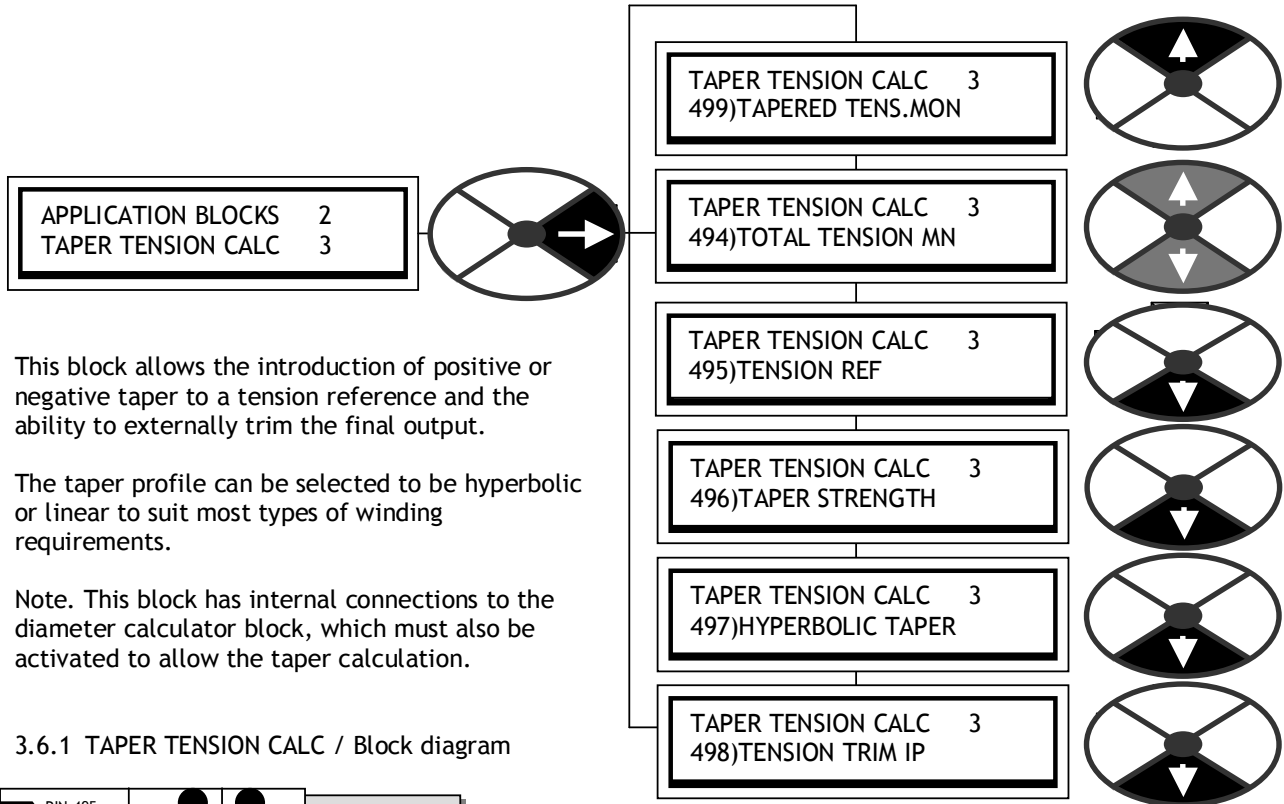 TAPER TENSION CALC 3
499)TAPERED TENS.MON
APPLICATION BLOCKS 2
TAPER TENSION CALC 3
TAPER TENSION CALC 3
494)TOTAL TENSION MN
TAPER TENSION CALC 3
495)TENSION REF
TAPER TENSION CALC 3
496)TAPER STRENGTH
TAPER TENSION CALC 3
497)HYPERBOLIC TAPER
TAPER TENSION CALC 3
498)TENSION TRIM IP
This block allows the introduction of positive or
negative taper to a tension reference and the
ability to externally trim the final output.
The taper profile can be selected to be hyperbolic
or linear to suit most types of winding
requirements.
Note. This block has internal connections to the
diameter calculator block, which must also be
activated to allow the taper calculation.
3.6.1 TAPER TENSION CALC / Block diagram